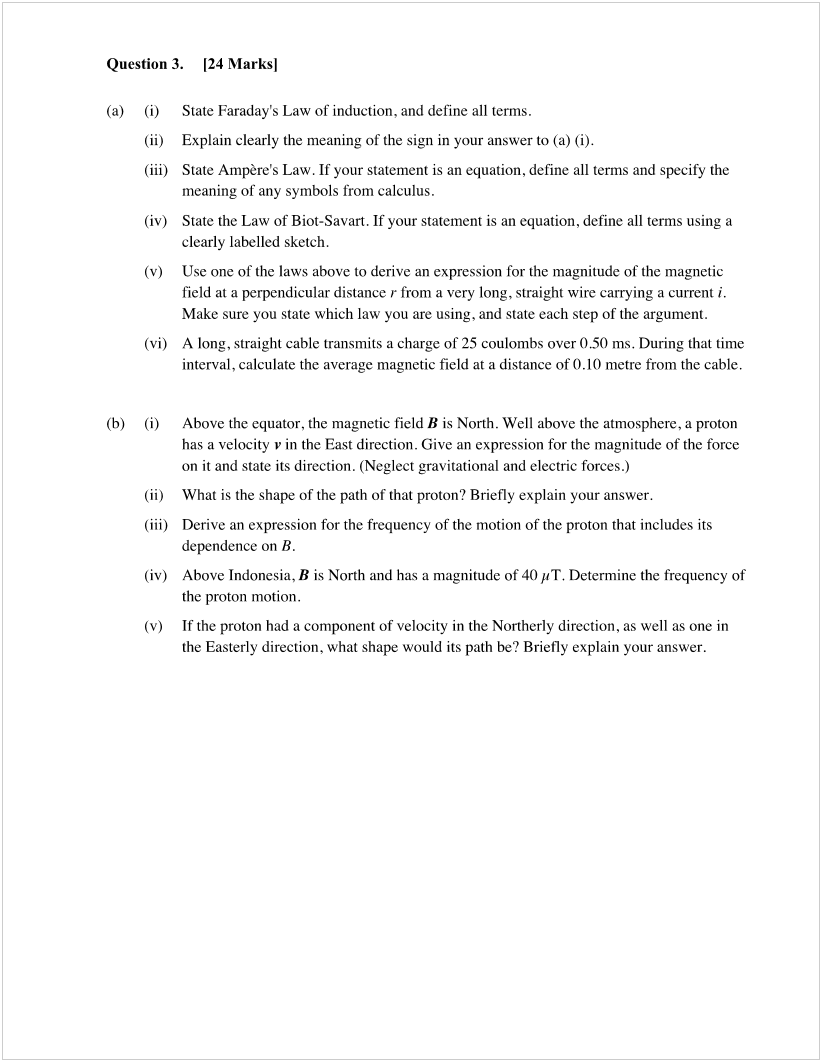 Question 3. [24 Marks]
(a) (i) State Faraday's Law of induction, and define all terms.
(ii) Explain clearly the meaning of the sign in your answer to (a) (i).
(iii) State Ampère's Law. If your statement is an equation, define all terms and specify the
meaning of any symbols from calculus.
(iv) State the Law of Biot-Savart. If your statement is an equation, define all terms using a
clearly labelled sketch.
(v) Use one of the laws above to derive an expression for the magnitude of the magnetic
field at a perpendicular distance r from a very long, straight wire carrying a current i.
Make sure you state which law you are using, and state each step of the argument.
(vi) A long, straight cable transmits a charge of 25 coulombs over 0.50 ms. During that time
interval, calculate the average magnetic field at a distance of 0.10 metre from the cable.
(b) (i) Above the equator, the magnetic field B is North. Well above the atmosphere, a proton
has a velocity v in the East direction. Give an expression for the magnitude of the force
on it and state its direction. (Neglect gravitational and electric forces.)
(ii) What is the shape of the path of that proton? Briefly explain your answer.
(iii) Derive an expression for the frequency of the motion of the proton that includes its
dependence on B.
(iv) Above Indonesia, B is North and has a magnitude of 40 μT. Determine the frequency of
the proton motion.
(v) If the proton had a component of velocity in the Northerly direction, as well as one in
the Easterly direction, what shape would its path be? Briefly explain your answer.